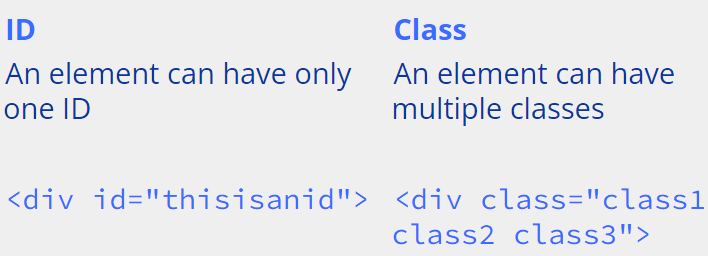 ID
An element can have only
one ID
<div id="thisisanid">
Class
An element can have
multiple classes
<div class="class1
class2 class3">